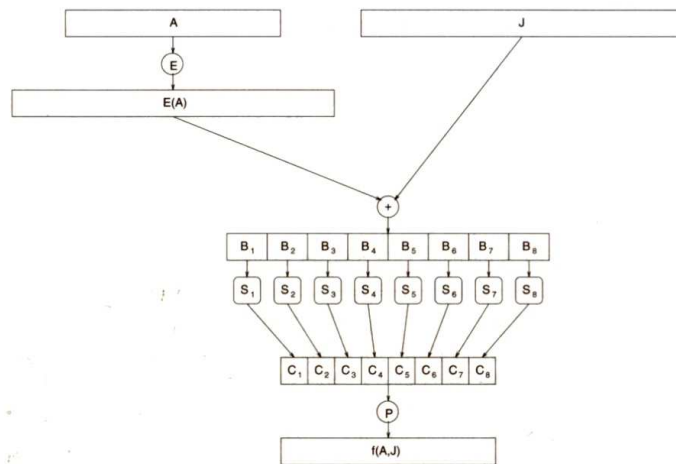 A J
E
E(A)
+
B₁ B₂ B₃ B₄ B₅ B₆ B₇ B₈
S₁ S₂ S₃ S₄ S₅ S₆ S₇ S₈
C₁ C₂ C₃ C₄ C₅ C₆ C₇ C₈
P
f(A,J)